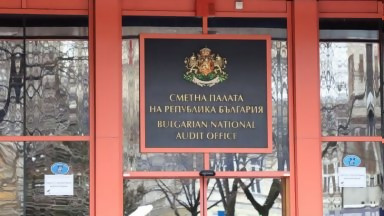 СМЕТНА ПАЛАТА
НА РЕПУБЛИКА БЪЛГАРИЯ
BULGARIAN NATIONAL
AUDIT OFFICE